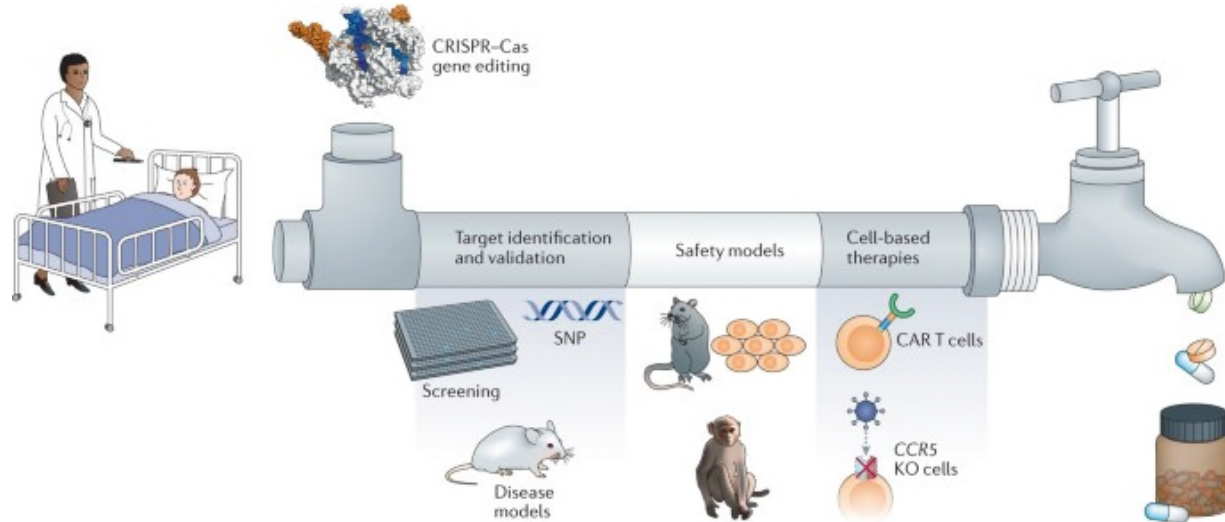 CRISPR–Cas
gene editing
Target identification
and validation
Safety models
Cell-based
therapies
SNP
Screening
Disease
models
CAR T cells
CCR5
KO cells